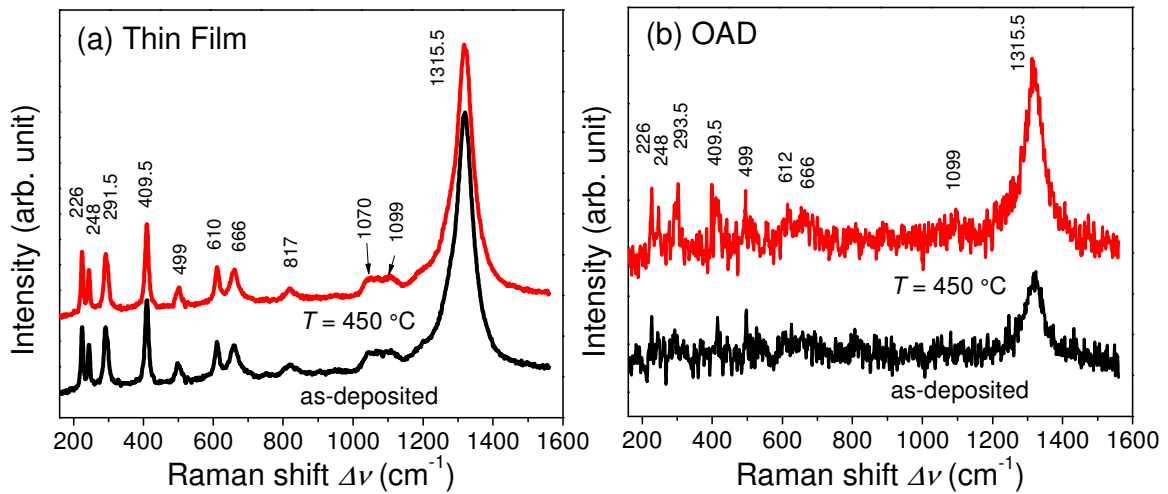 (a) Thin Film
Intensity (arb. unit)
226
248
291.5
409.5
499
610
666
817
1070
1099
1315.5
T = 450 °C
as-deposited
200 400 600 800 1000 1200 1400 1600
Raman shift Δν (cm⁻¹)
(b) OAD
Intensity (arb. unit)
226
248
293.5
409.5
499
612
666
1099
1315.5
T = 450 °C
as-deposited
200 400 600 800 1000 1200 1400 1600
Raman shift Δν (cm⁻¹)